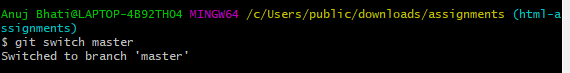 Anuj Bhati@LAPTOP-4B92TH04 MINGW64 /c/Users/public/downloads/assignments (html-a
ssignments)
$ git switch master
Switched to branch 'master'